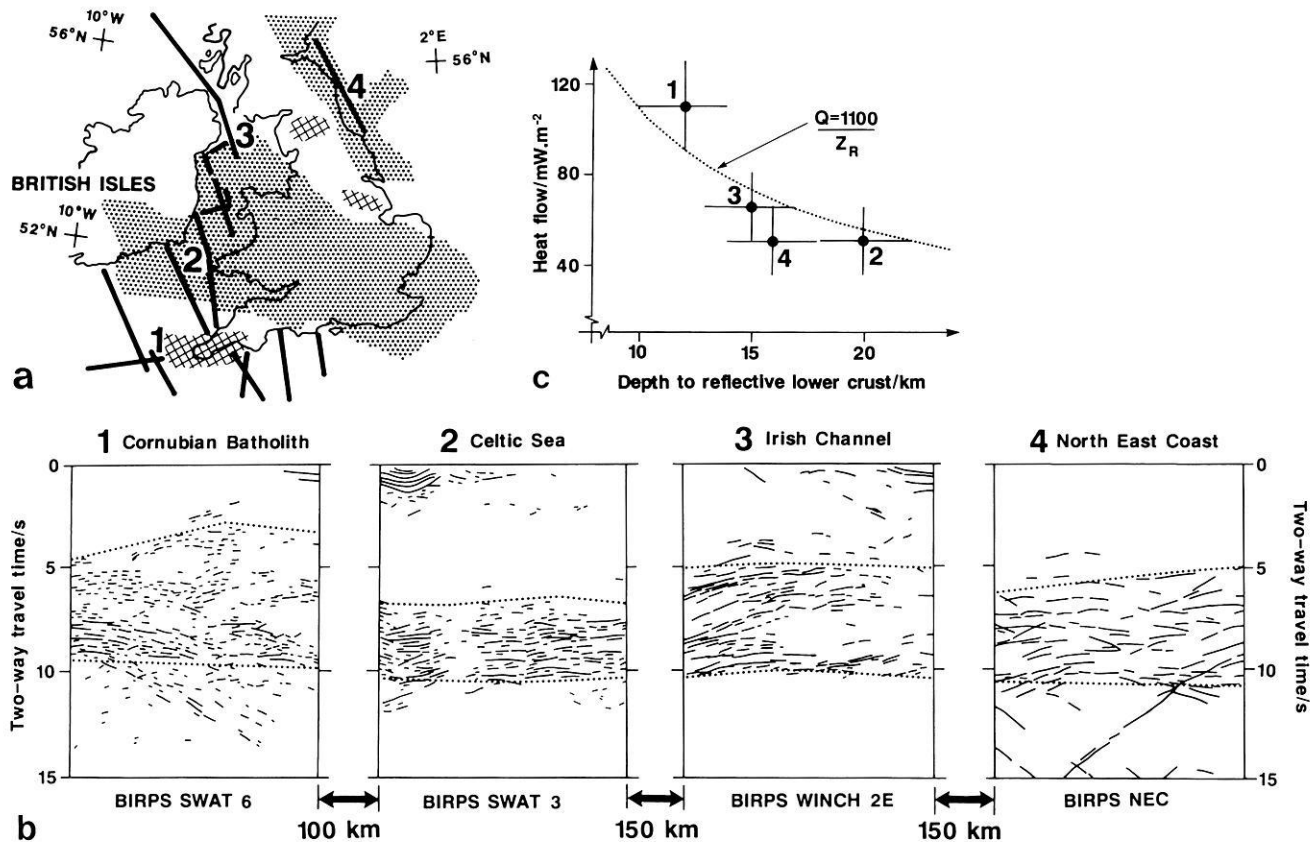 10°W
56°N
2°E
56°N
4
3
BRITISH ISLES
10°W
52°N
2
1
a
120
80
40
Heat flow/mW.m⁻²
1
3
4
2
Q=1100
Z_R
10
15
20
Depth to reflective lower crust/km
c
1 Cornubian Batholith
2 Celtic Sea
3 Irish Channel
4 North East Coast
0
5
10
15
Two-way travel time/s
0
5
10
15
Two-way travel time/s
BIRPS SWAT 6
BIRPS SWAT 3
BIRPS WINCH 2E
BIRPS NEC
b
100 km
150 km
150 km